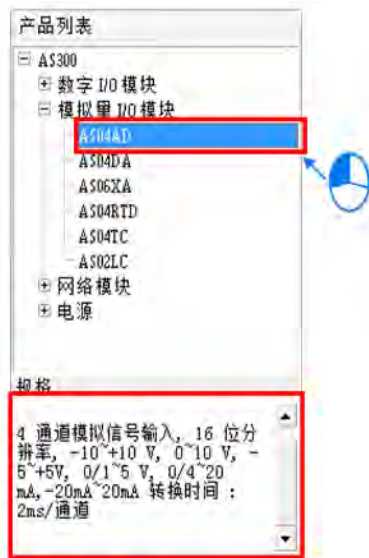 产品列表
AS300
数字 I/O 模块
模拟量 I/O 模块
AS04AD
AS04DA
AS06XA
AS04RTD
AS04TC
AS02LC
网络模块
电源
规格
4 通道模拟信号输入, 16 位分
辨率, -10~+10 V, 0~10 V, -
5~+5V, 0/1~5 V, 0/4~20
mA,-20mA~20mA 转换时间 :
2ms/通道